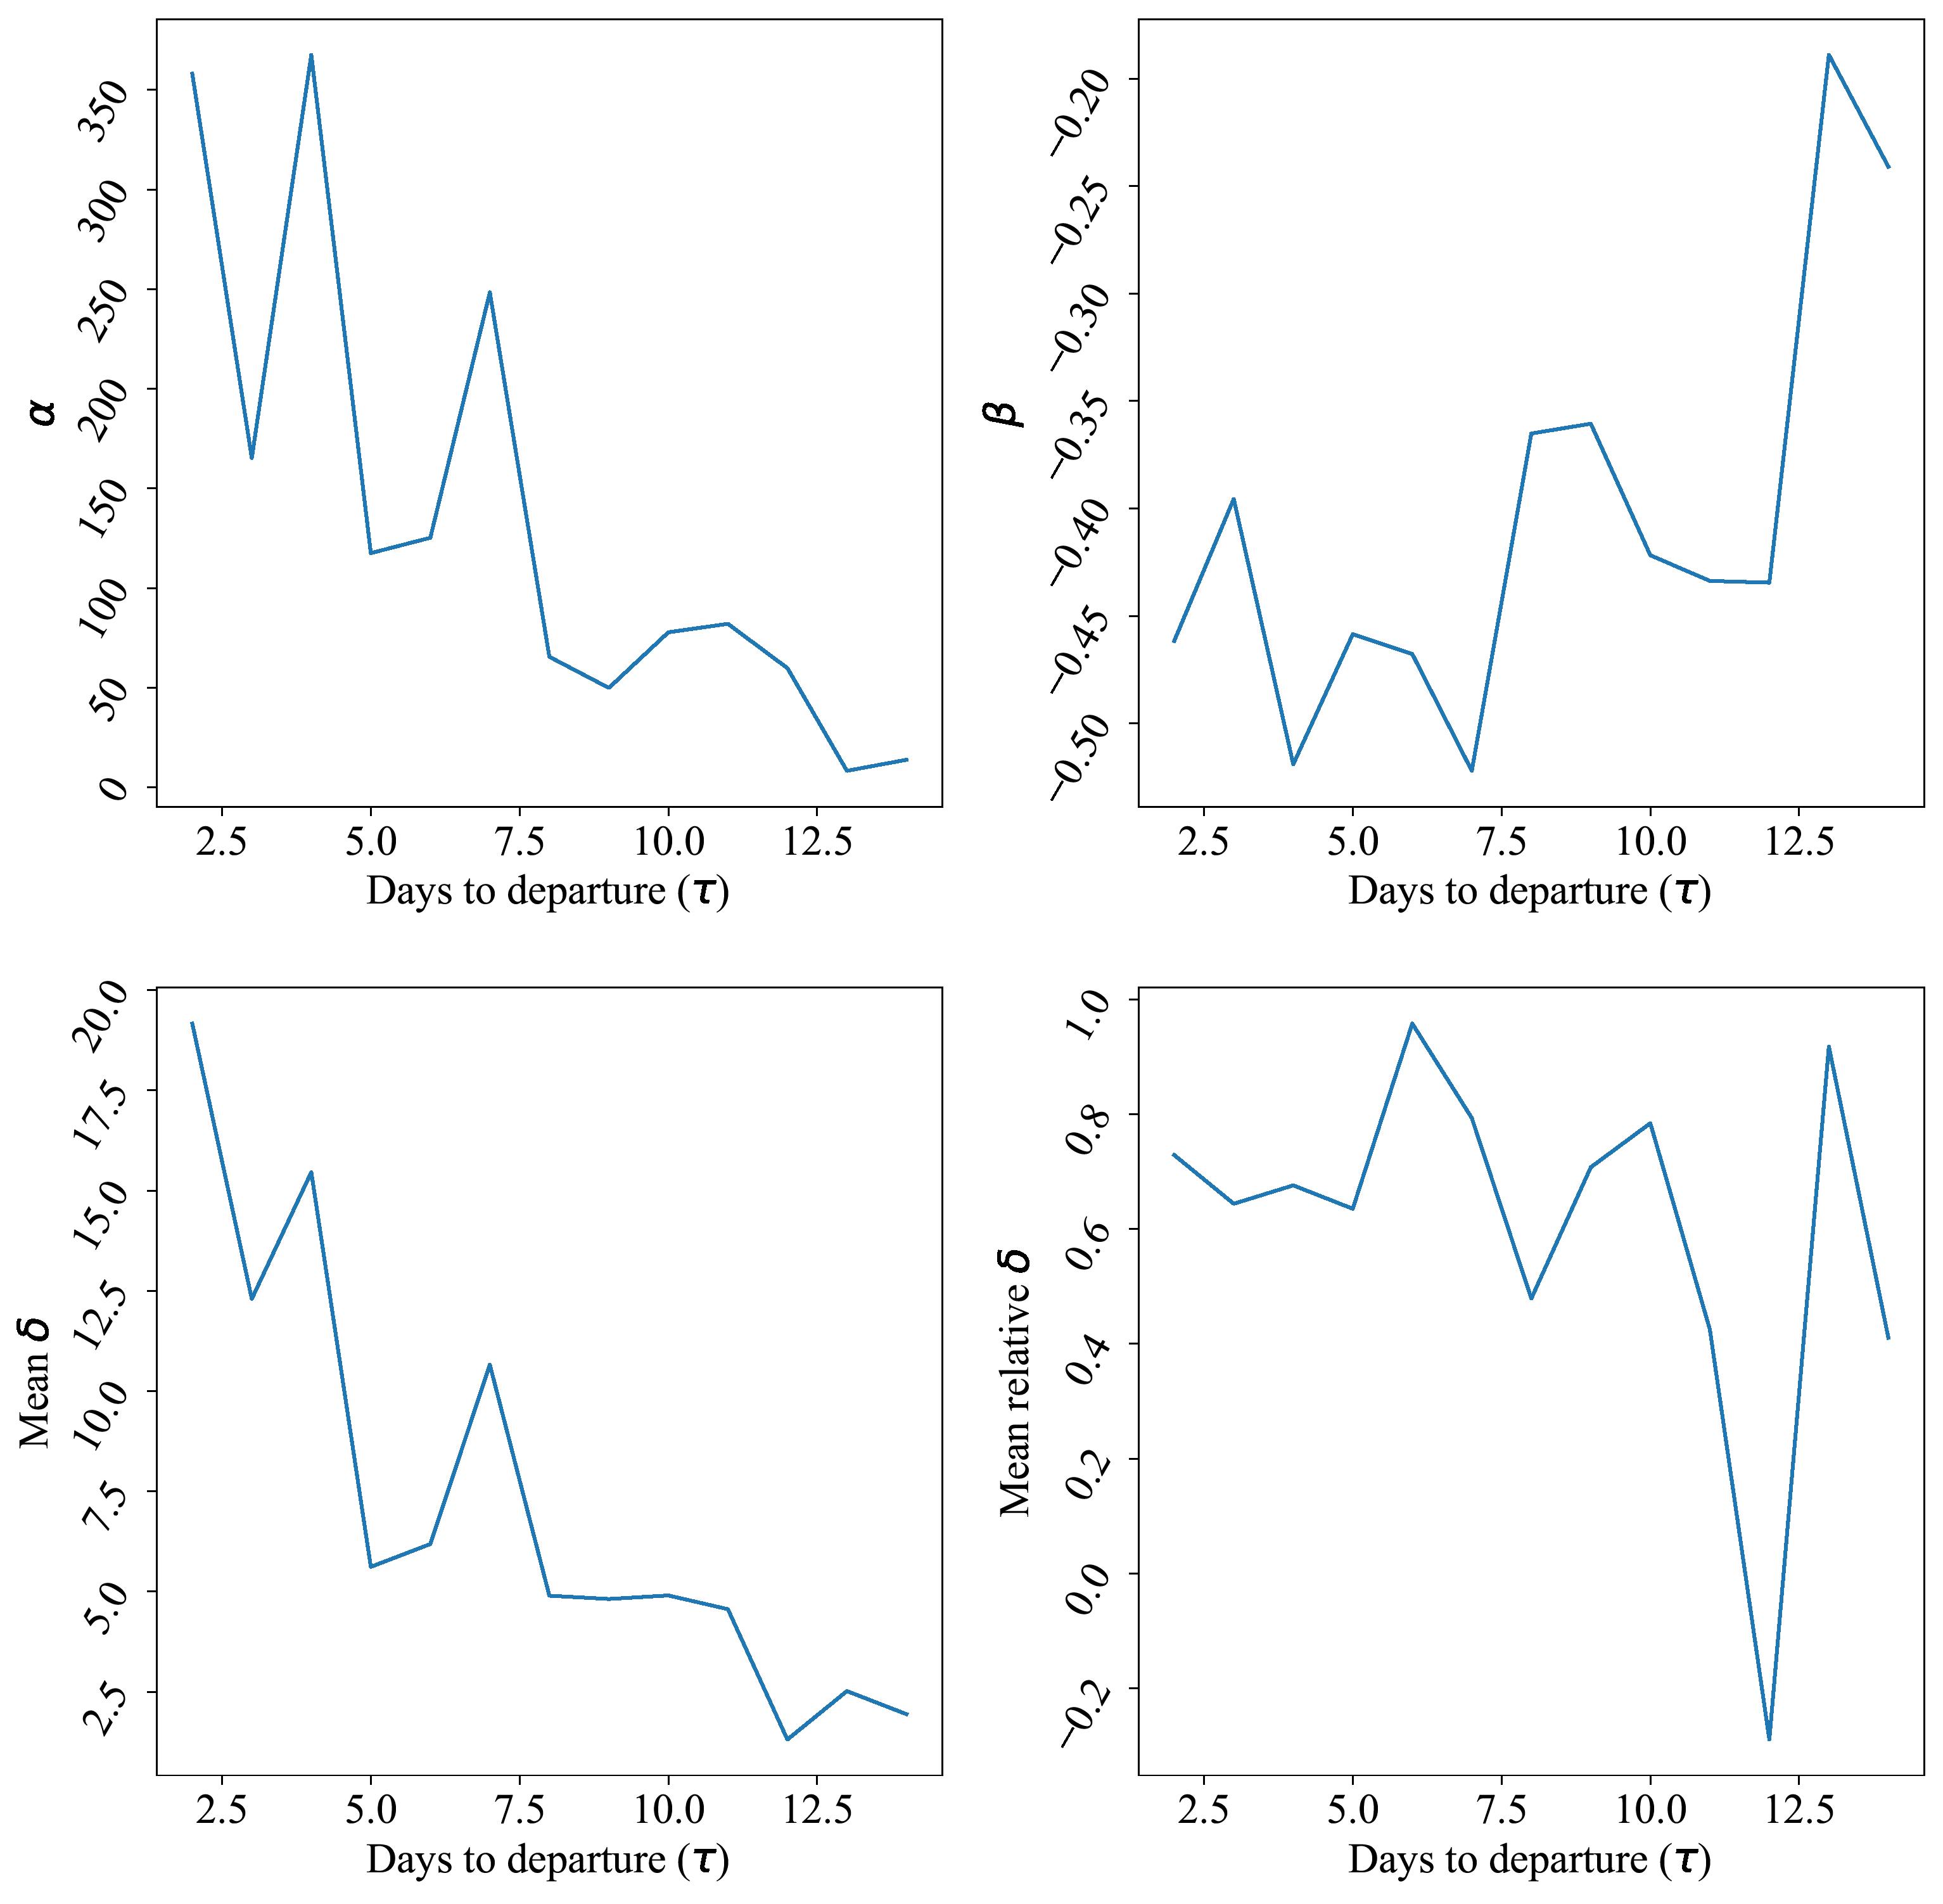 α
350
300
250
200
150
100
50
0
2.5 5.0 7.5 10.0 12.5
Days to departure (τ)
β
−0.20
−0.25
−0.30
−0.35
−0.40
−0.45
−0.50
2.5 5.0 7.5 10.0 12.5
Days to departure (τ)
Mean δ
20.0
17.5
15.0
12.5
10.0
7.5
5.0
2.5
2.5 5.0 7.5 10.0 12.5
Days to departure (τ)
Mean relative δ
1.0
0.8
0.6
0.4
0.2
0.0
−0.2
2.5 5.0 7.5 10.0 12.5
Days to departure (τ)